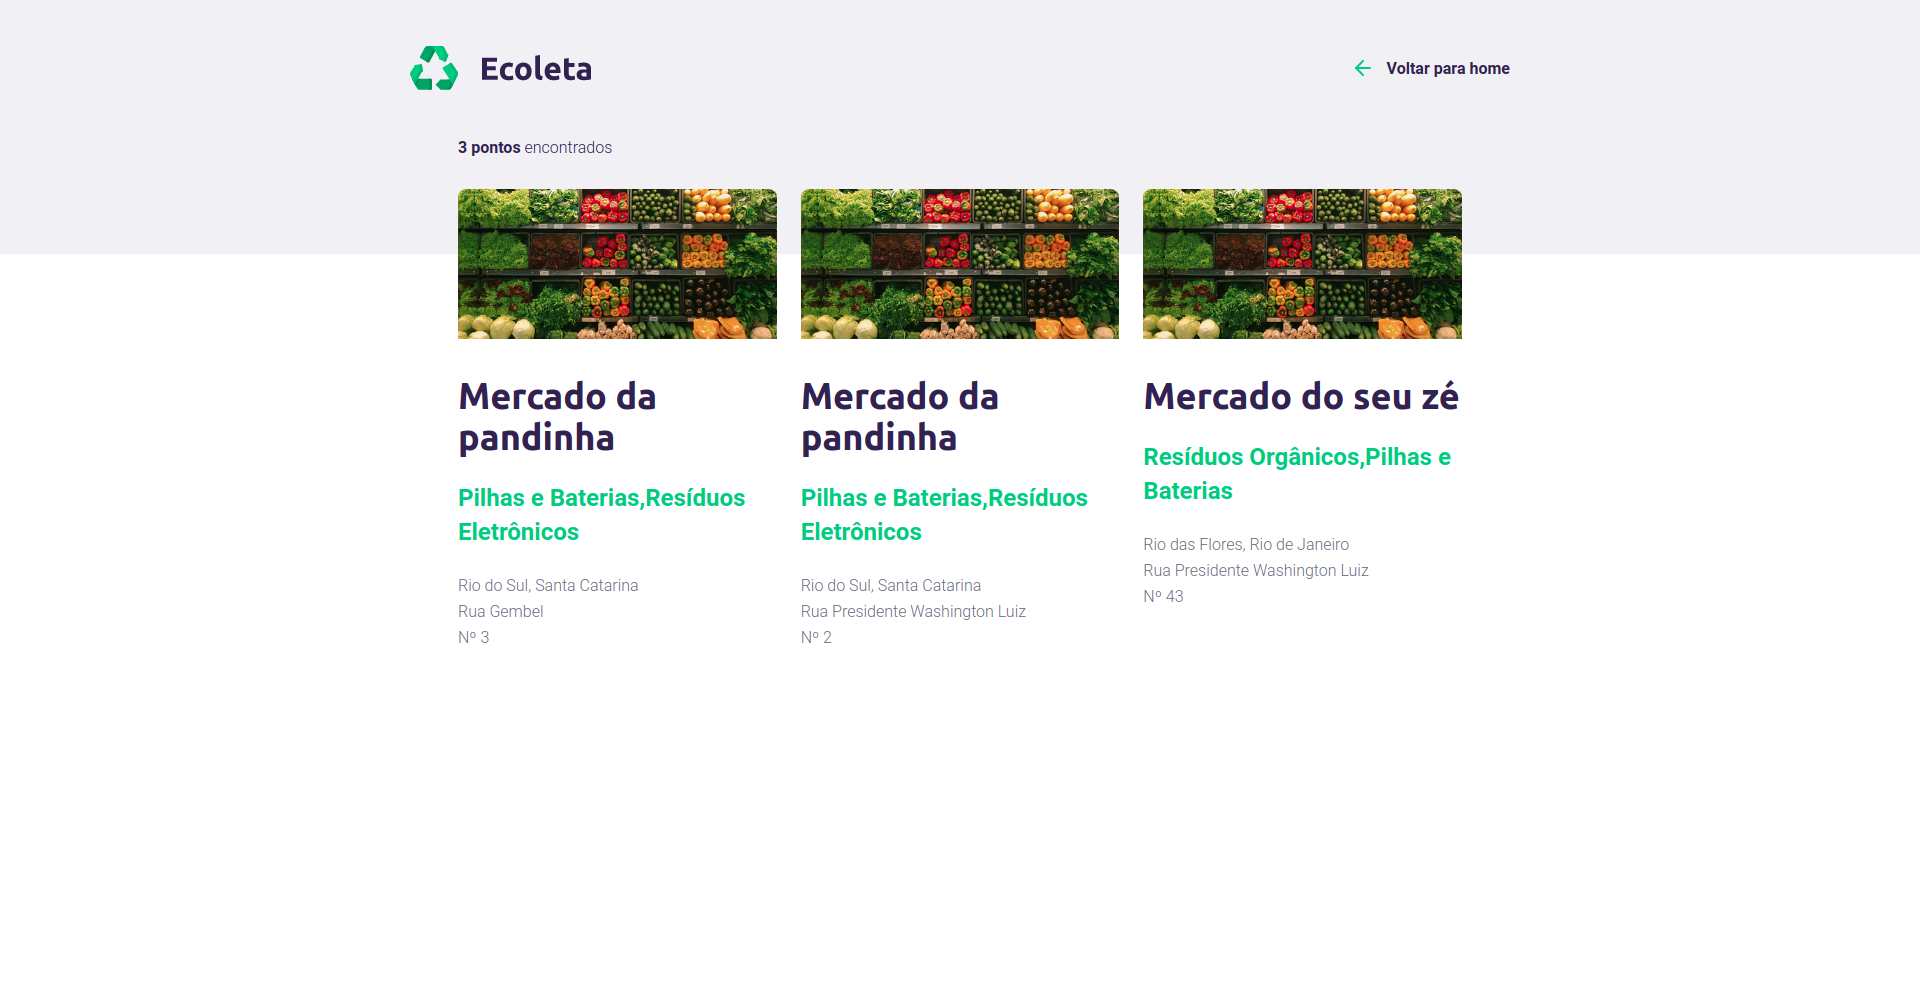 Ecoleta
Voltar para home
3 pontos encontrados
Mercado da
pandinha
Pilhas e Baterias,Resíduos
Eletrônicos
Rio do Sul, Santa Catarina
Rua Gembel
Nº 3
Mercado da
pandinha
Pilhas e Baterias,Resíduos
Eletrônicos
Rio do Sul, Santa Catarina
Rua Presidente Washington Luiz
Nº 2
Mercado do seu zé
Resíduos Orgânicos,Pilhas e
Baterias
Rio das Flores, Rio de Janeiro
Rua Presidente Washington Luiz
Nº 43